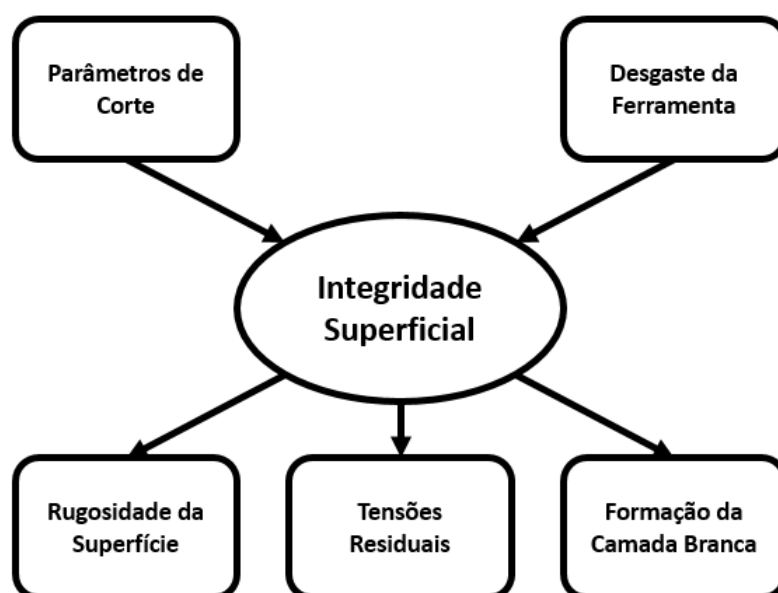 Parâmetros de
Corte
Desgaste da
Ferramenta
Integridade
Superficial
Rugosidade da
Superfície
Tensões
Residuais
Formação da
Camada Branca